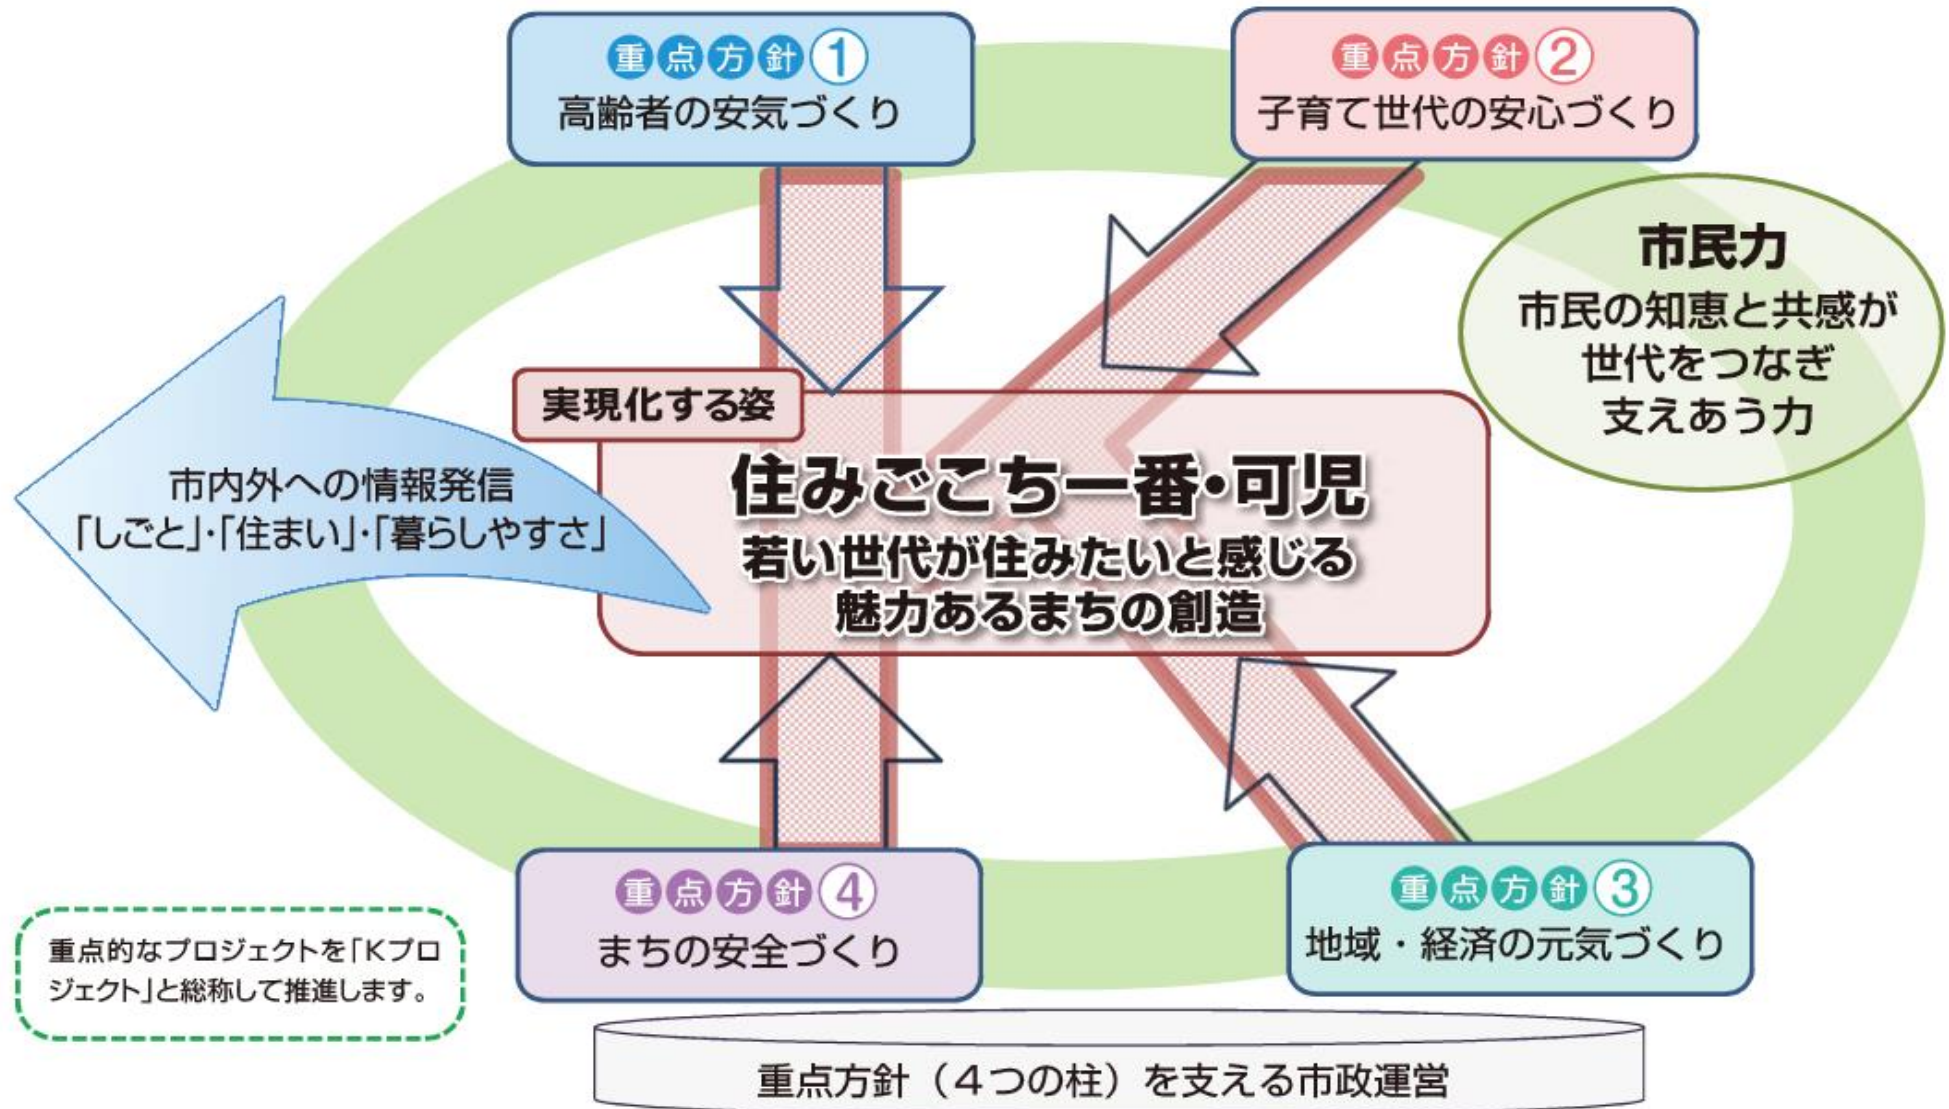 重点方針①
高齢者の安気づくり
重点方針②
子育て世代の安心づくり
市民力
市民の知恵と共感が
世代をつなぎ
支えあう力
実現化する姿
住みごこち一番・可児
若い世代が住みたいと感じる
魅力あるまちの創造
市内外への情報発信
「しごと」・「住まい」・「暮らしやすさ」
重点方針④
まちの安全づくり
重点方針③
地域・経済の元気づくり
重点的なプロジェクトを「Kプロ
ジェクト」と総称して推進します。
重点方針（4つの柱）を支える市政運営